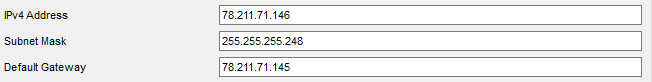 IPv4 Address 78.211.71.146
Subnet Mask 255.255.255.248
Default Gateway 78.211.71.145